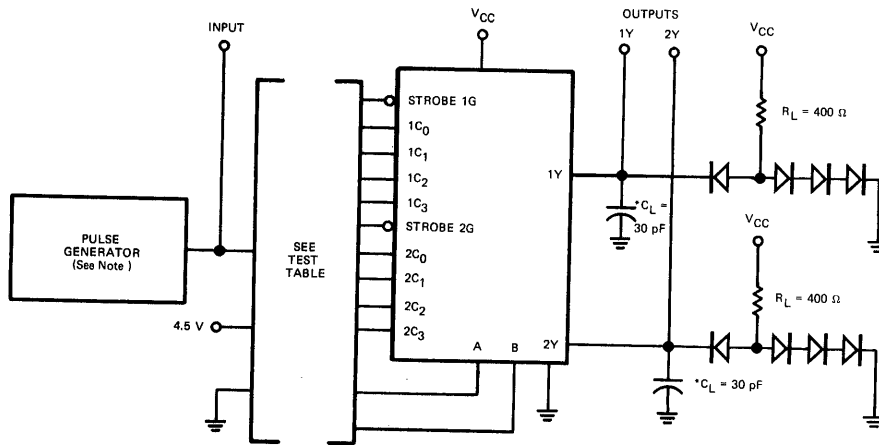 INPUT
VCC
OUTPUTS
1Y
2Y
VCC
STROBE 1G
1C0
1C1
1C2
1C3
STROBE 2G
2C0
2C1
2C2
2C3
1Y
RL = 400 Ω
*CL =
30 pF
PULSE
GENERATOR
(See Note )
SEE
TEST
TABLE
4.5 V
A
B
2Y
VCC
RL = 400 Ω
*CL = 30 pF